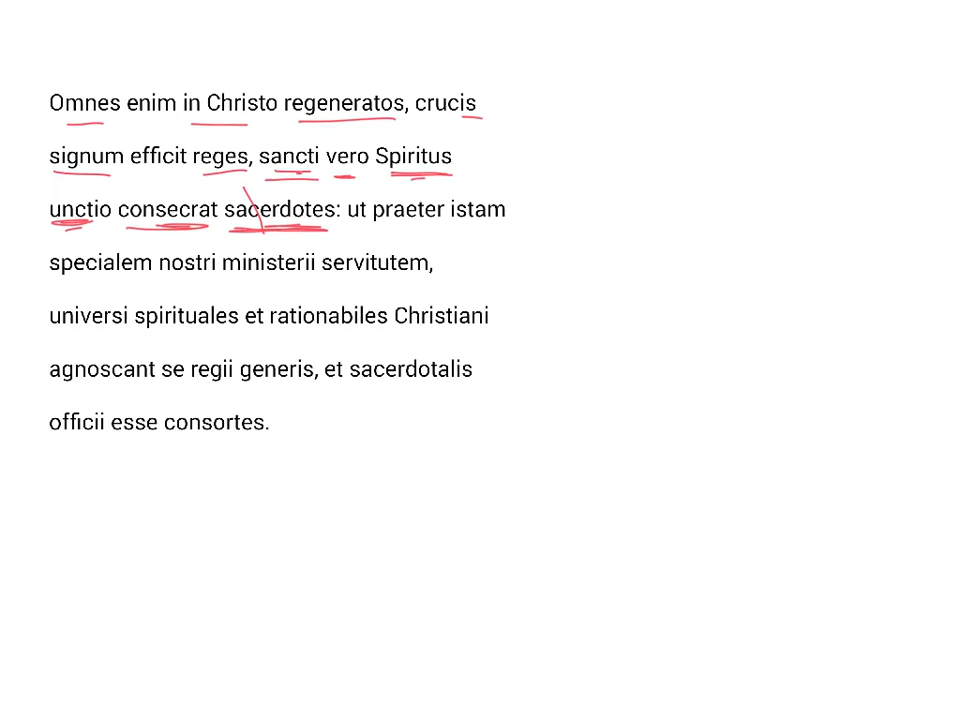 Omnes enim in Christo regeneratos, crucis
signum efficit reges, sancti vero Spiritus
unctio consecrat sacerdotes: ut praeter istam
specialem nostri ministerii servitutem,
universi spirituales et rationabiles Christiani
agnoscant se regii generis, et sacerdotalis
officii esse consortes.